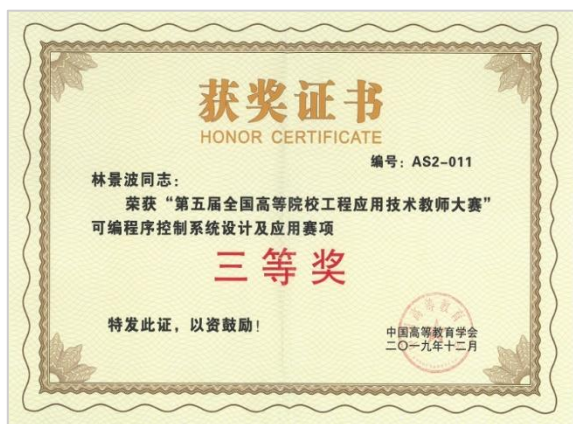 获奖证书
HONOR CERTIFICATE
编号：AS2-011
林景波同志：
荣获“第五届全国高等院校工程应用技术教师大赛”
可编程序控制系统设计及应用赛项
三等奖
特发此证，以资鼓励！
中国高等教育学会
二〇一九年十二月